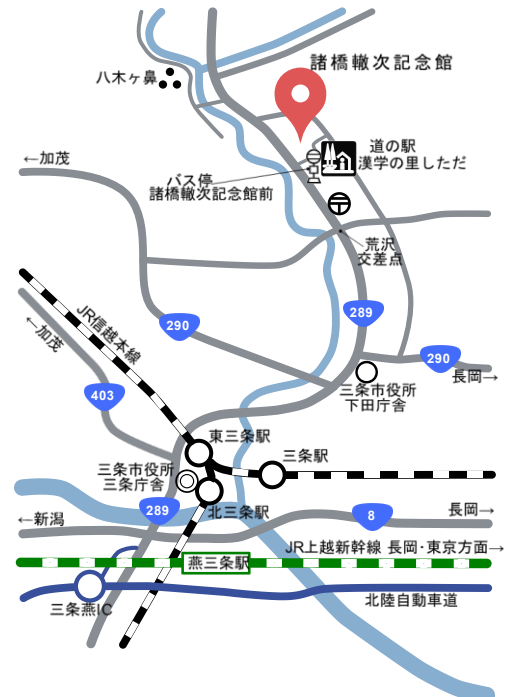 諸橋轍次記念館
八木ヶ鼻
道の駅
漢学の里しただ
←加茂
バス停
諸橋轍次記念館前
荒沢
交差点
289
290
290
長岡→
JR信越本線
←加茂
403
三条市役所
下田庁舎
東三条駅
三条駅
三条市役所
三条庁舎
北三条駅
289
8
長岡→
←新潟
JR上越新幹線 長岡・東京方面→
燕三条駅
北陸自動車道
三条燕IC